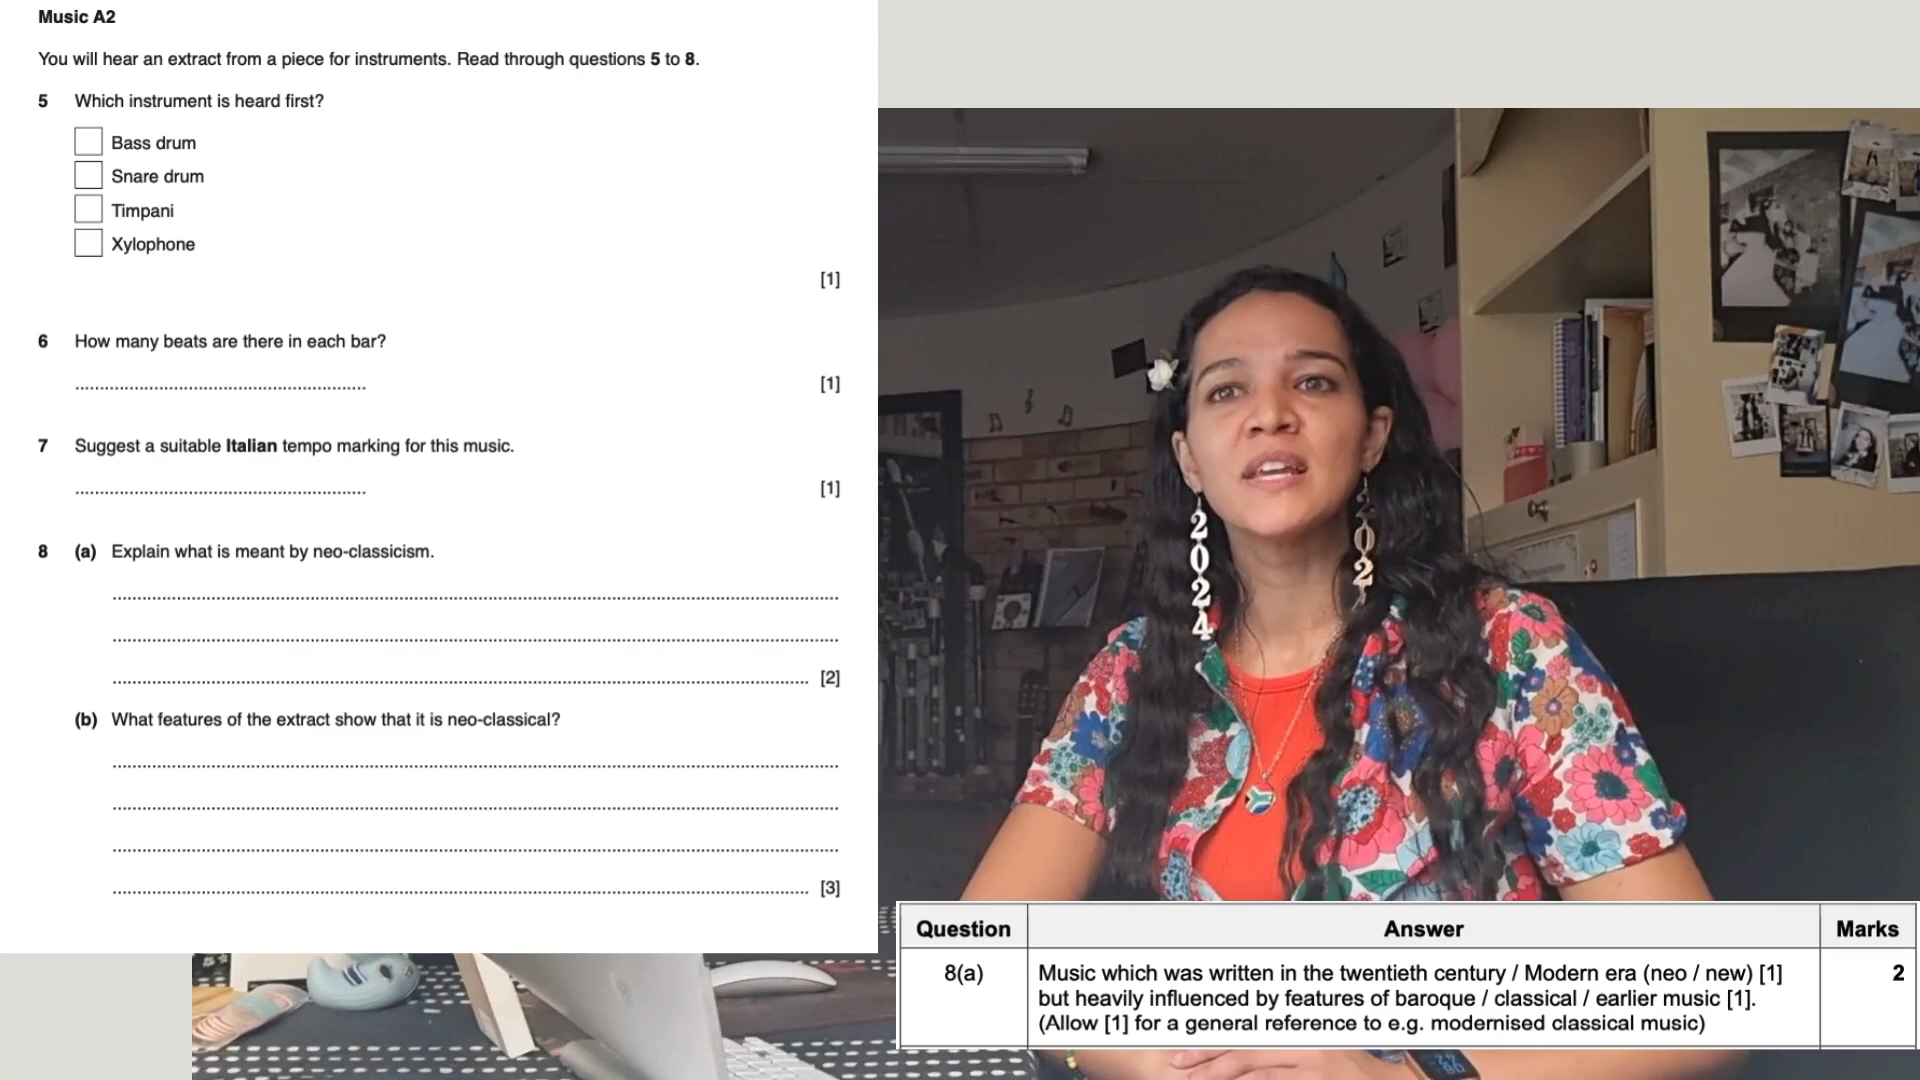 Music A2
You will hear an extract from a piece for instruments. Read through questions 5 to 8.
5 Which instrument is heard first?
Bass drum
Snare drum
Timpani
Xylophone
[1]
6 How many beats are there in each bar?
[1]
7 Suggest a suitable Italian tempo marking for this music.
[1]
8 (a) Explain what is meant by neo-classicism.
[2]
(b) What features of the extract show that it is neo-classical?
[3]
2024
202
Question Answer Marks
8(a) Music which was written in the twentieth century / Modern era (neo / new) [1] 2
but heavily influenced by features of baroque / classical / earlier music [1].
(Allow [1] for a general reference to e.g. modernised classical music)